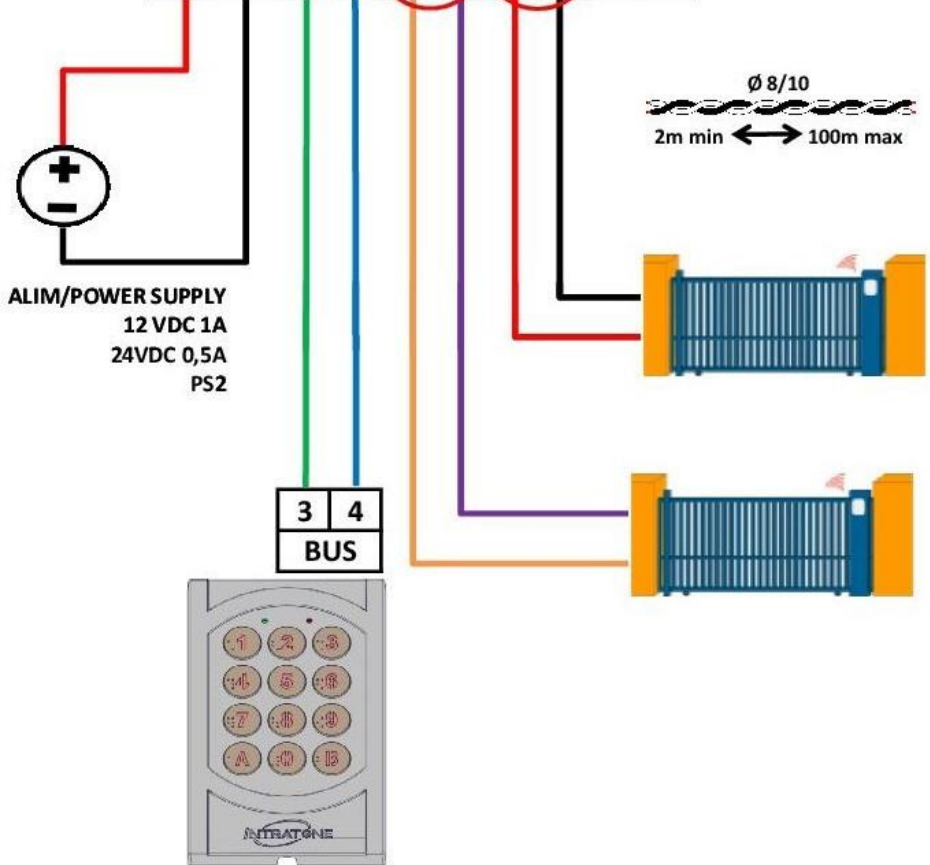 Ø 8/10
2m min 100m max
+
−
ALIM/POWER SUPPLY
12 VDC 1A
24VDC 0,5A
PS2
3 4
BUS
1 2 3
4 5 6
7 8 9
A 0 B
INTRATONE